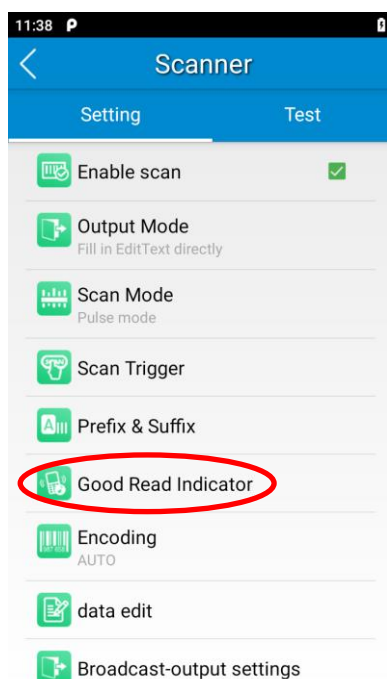 11:38
Scanner
Setting Test
Enable scan
Output Mode
Fill in EditText directly
Scan Mode
Pulse mode
Scan Trigger
Prefix & Suffix
Good Read Indicator
Encoding
AUTO
data edit
Broadcast-output settings